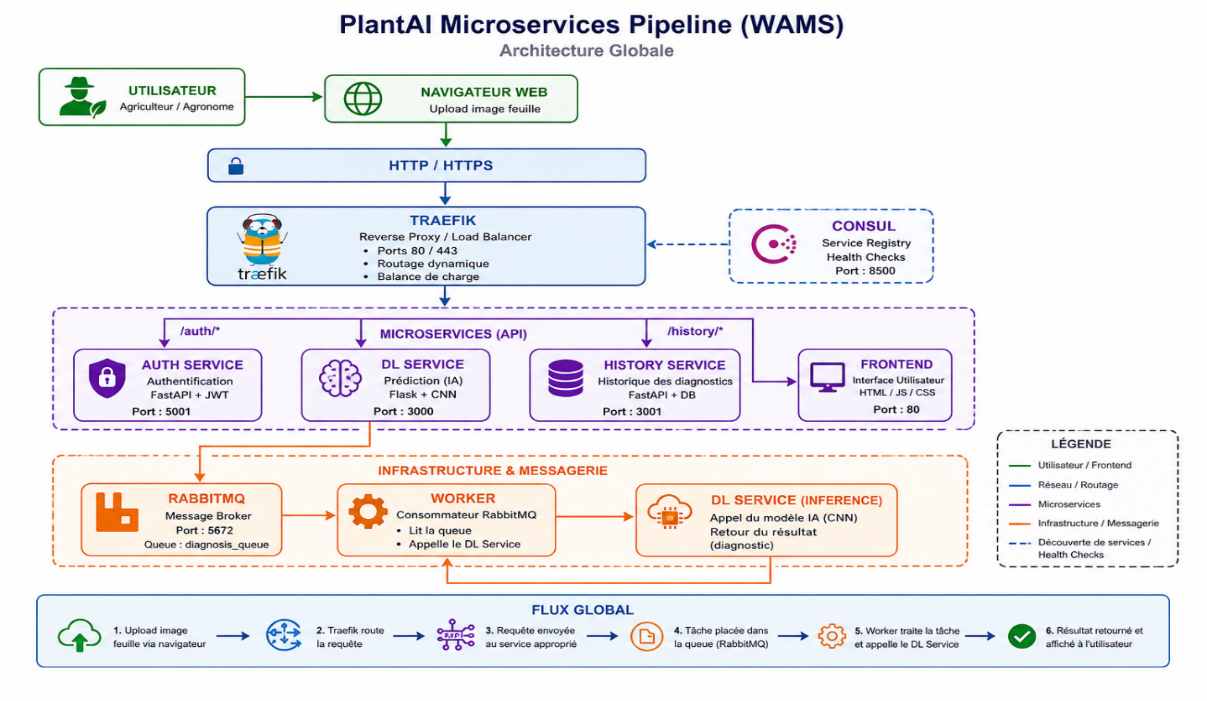 PlantAI Microservices Pipeline (WAMS)
Architecture Globale
UTILISATEUR
Agriculteur / Agronome
NAVIGATEUR WEB
Upload image feuille
HTTP / HTTPS
træfik
TRAEFIK
Reverse Proxy / Load Balancer
• Ports 80 / 443
• Routage dynamique
• Balance de charge
CONSUL
Service Registry
Health Checks
Port : 8500
/auth/*
MICROSERVICES (API)
/history/*
AUTH SERVICE
Authentification
FastAPI + JWT
Port : 5001
DL SERVICE
Prédiction (IA)
Flask + CNN
Port : 3000
HISTORY SERVICE
Historique des diagnostics
FastAPI + DB
Port : 3001
FRONTEND
Interface Utilisateur
HTML / JS / CSS
Port : 80
LÉGENDE
Utilisateur / Frontend
Réseau / Routage
Microservices
Infrastructure / Messagerie
Découverte de services /
Health Checks
INFRASTRUCTURE & MESSAGERIE
RABBITMQ
Message Broker
Port : 5672
Queue : diagnosis_queue
WORKER
Consommateur RabbitMQ
• Lit la queue
• Appelle le DL Service
DL SERVICE (INFERENCE)
Appel du modèle IA (CNN)
Retour du résultat
(diagnostic)
FLUX GLOBAL
1. Upload image
feuille via navigateur
2. Traefik route
la requête
API
3. Requête envoyée
au service approprié
4. Tâche placée dans
la queue (RabbitMQ)
5. Worker traite la tâche
et appelle le DL Service
6. Résultat retourné et
affiché à l'utilisateur